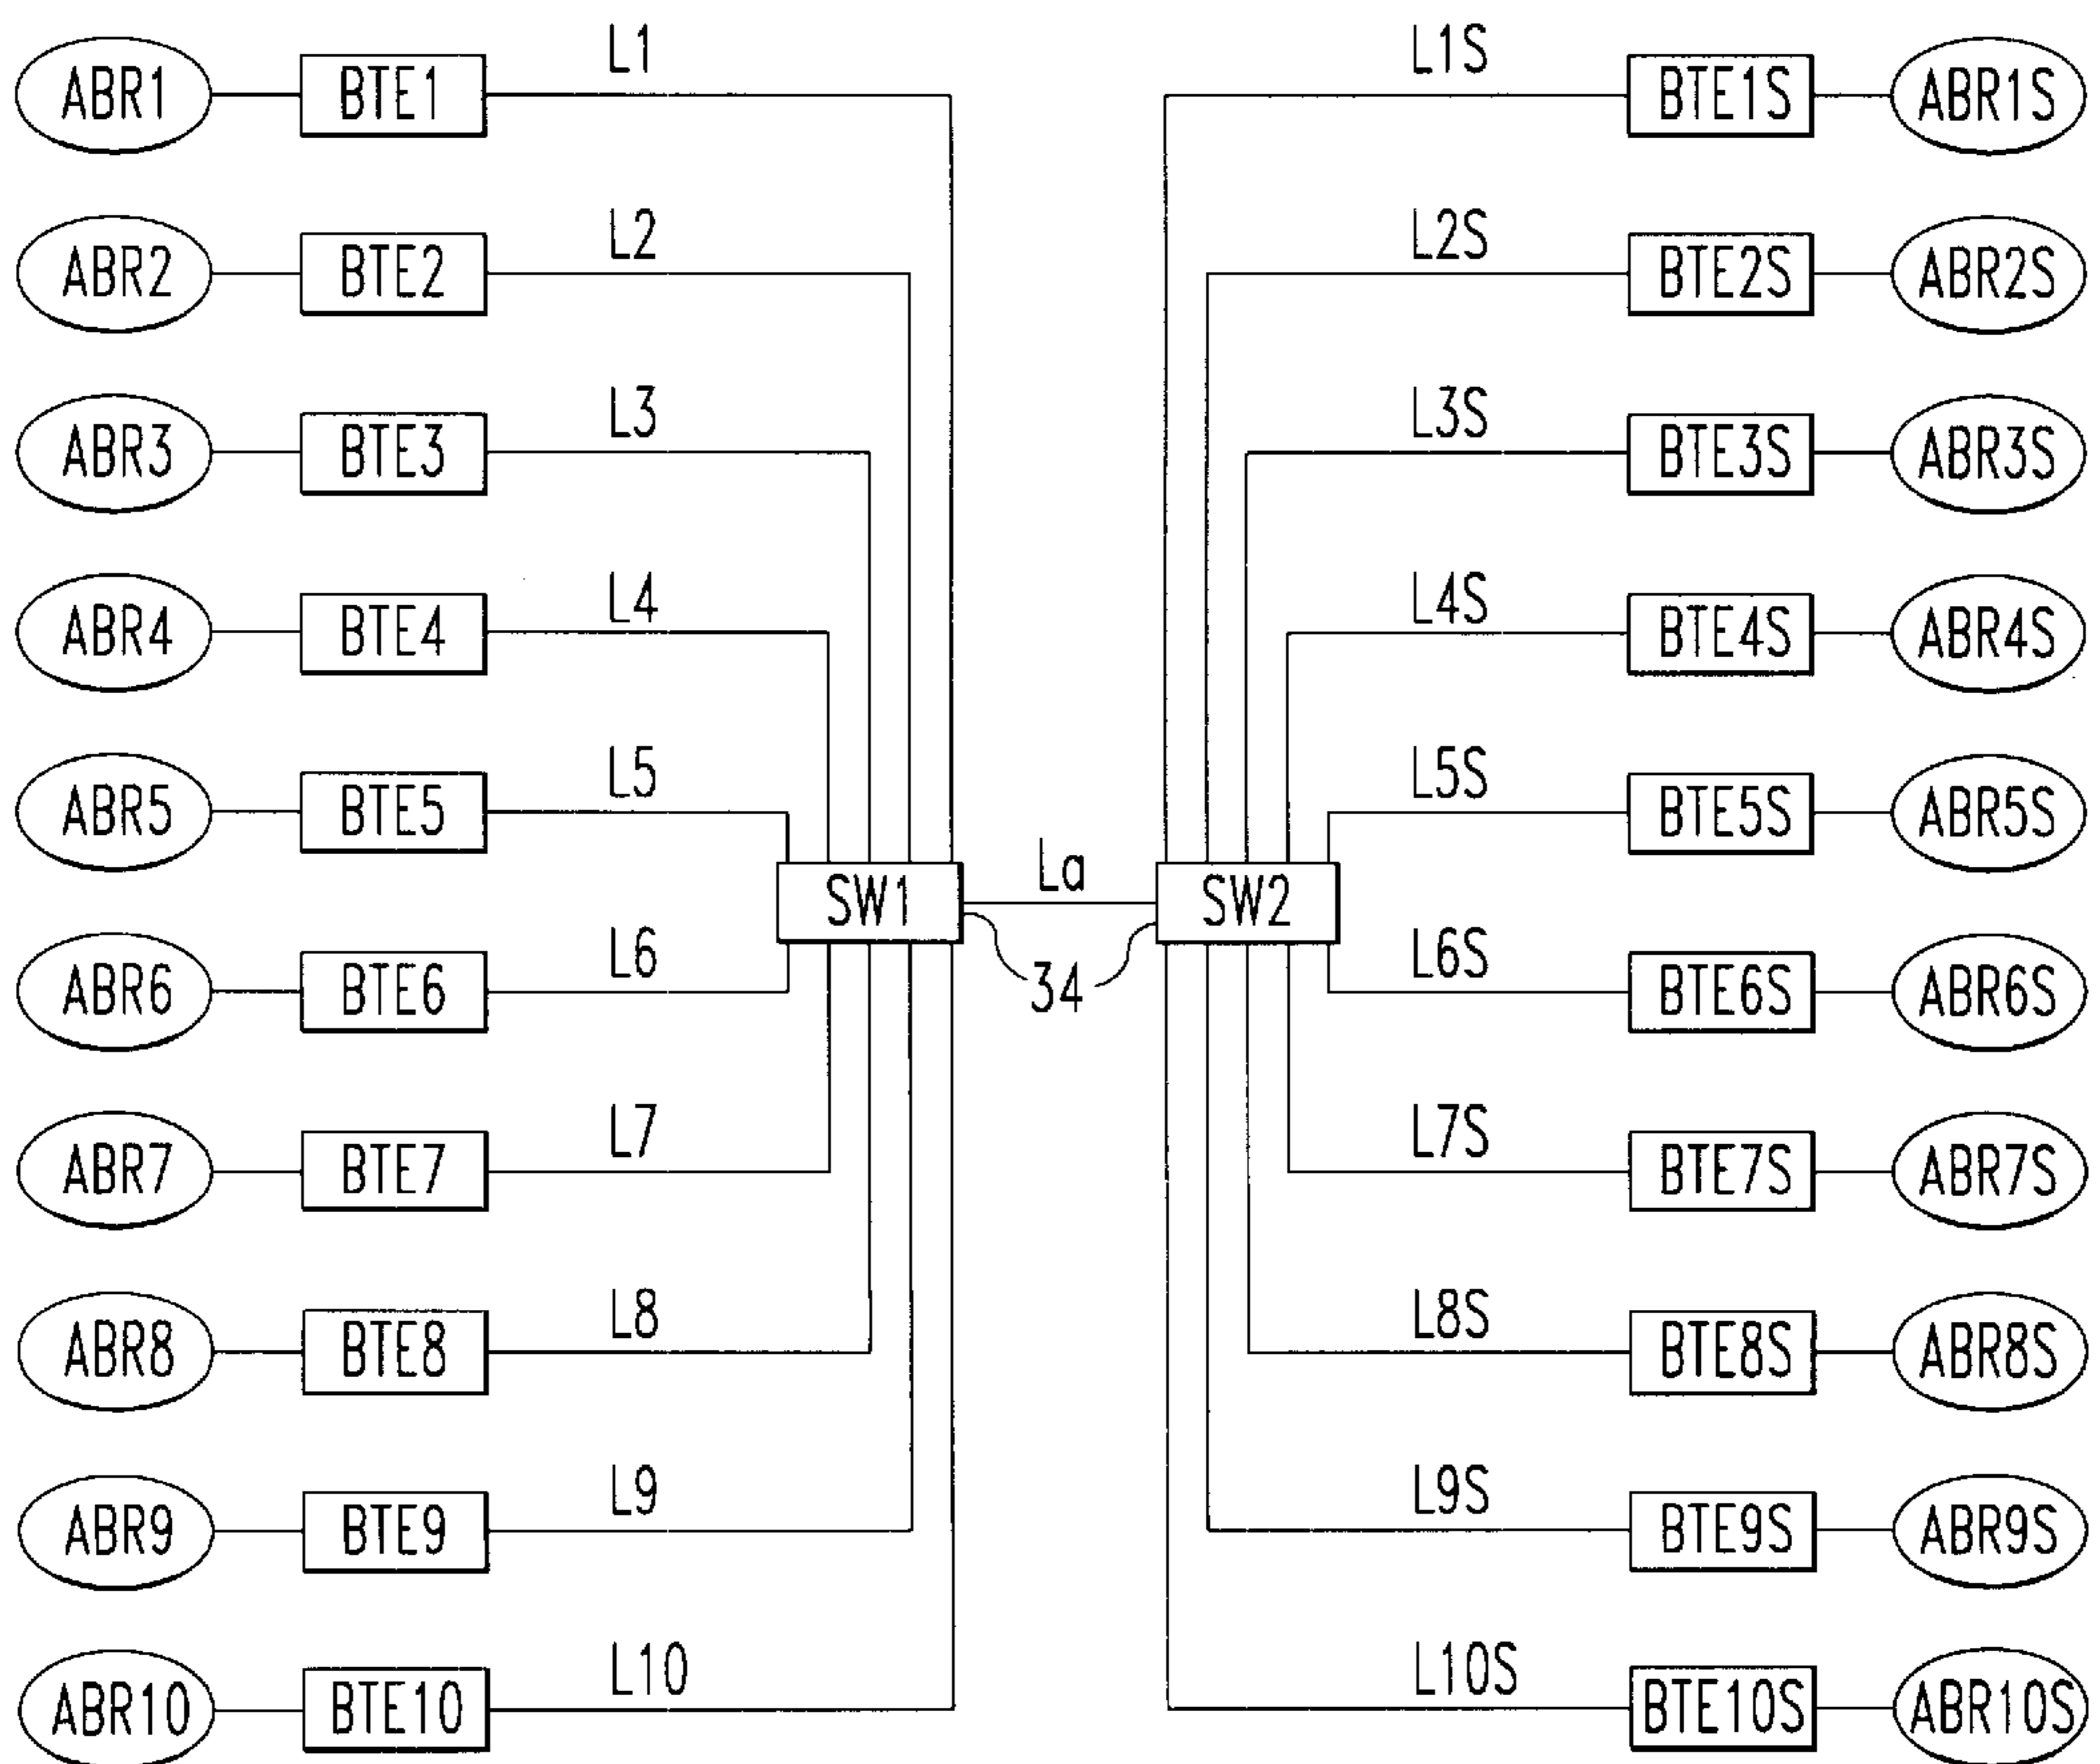 L1 L1S
ABR1 BTE1 BTE1S ABR1S
L2 L2S
ABR2 BTE2 BTE2S ABR2S
L3 L3S
ABR3 BTE3 BTE3S ABR3S
L4 L4S
ABR4 BTE4 BTE4S ABR4S
L5 L5S
ABR5 BTE5 BTE5S ABR5S
La
SW1 SW2
L6 L6S
34
ABR6 BTE6 BTE6S ABR6S
L7 L7S
ABR7 BTE7 BTE7S ABR7S
L8 L8S
ABR8 BTE8 BTE8S ABR8S
L9 L9S
ABR9 BTE9 BTE9S ABR9S
L10 L10S
ABR10 BTE10 BTE10S ABR10S